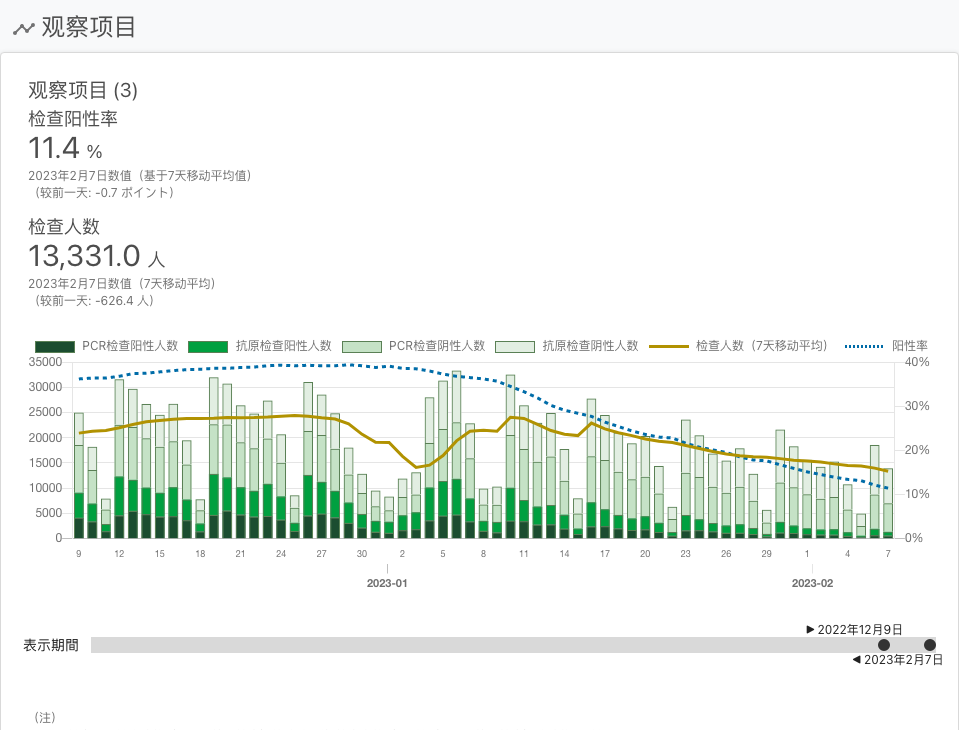 观察项目
观察项目 (3)
检查阳性率
11.4 %
2023年2月7日数值（基于7天移动平均值）
（较前一天: -0.7 ポイント）
检查人数
13,331.0 人
2023年2月7日数值（7天移动平均）
（较前一天: -626.4 人）
PCR检查阳性人数 抗原检查阳性人数 PCR检查阴性人数 抗原检查阴性人数 检查人数（7天移动平均） 阳性率
35000 40%
30000
25000 30%
20000
15000 20%
10000 10%
5000
0 0%
9 12 15 18 21 24 27 30 2 5 8 11 14 17 20 23 26 29 1 4 7
2023-01 2023-02
▶ 2022年12月9日
表示期間
◀ 2023年2月7日
（注）